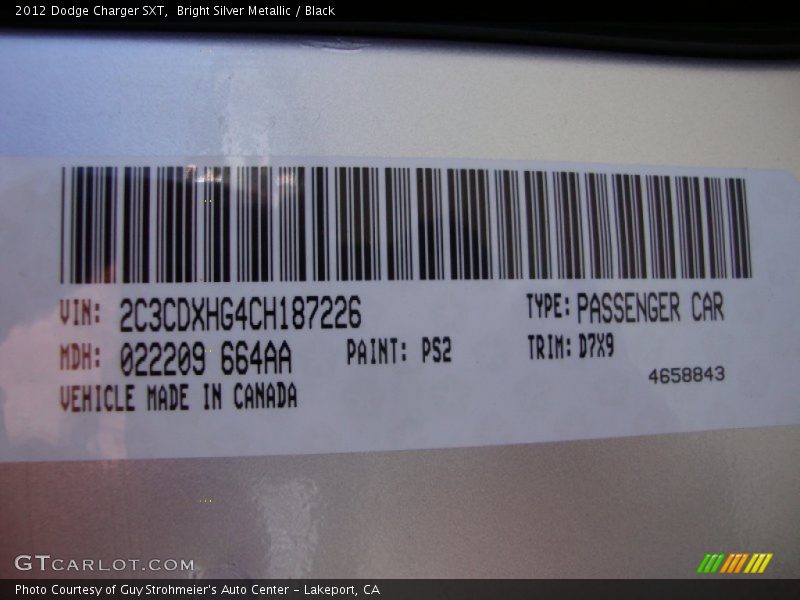 2012 Dodge Charger SXT, Bright Silver Metallic / Black
VIN: 2C3CDXHG4CH187226 TYPE: PASSENGER CAR
MDH: 022209 664AA PAINT: PS2 TRIM: D7X9
VEHICLE MADE IN CANADA 4658843
GTCARLOT.COM
Photo Courtesy of Guy Strohmeier's Auto Center - Lakeport, CA